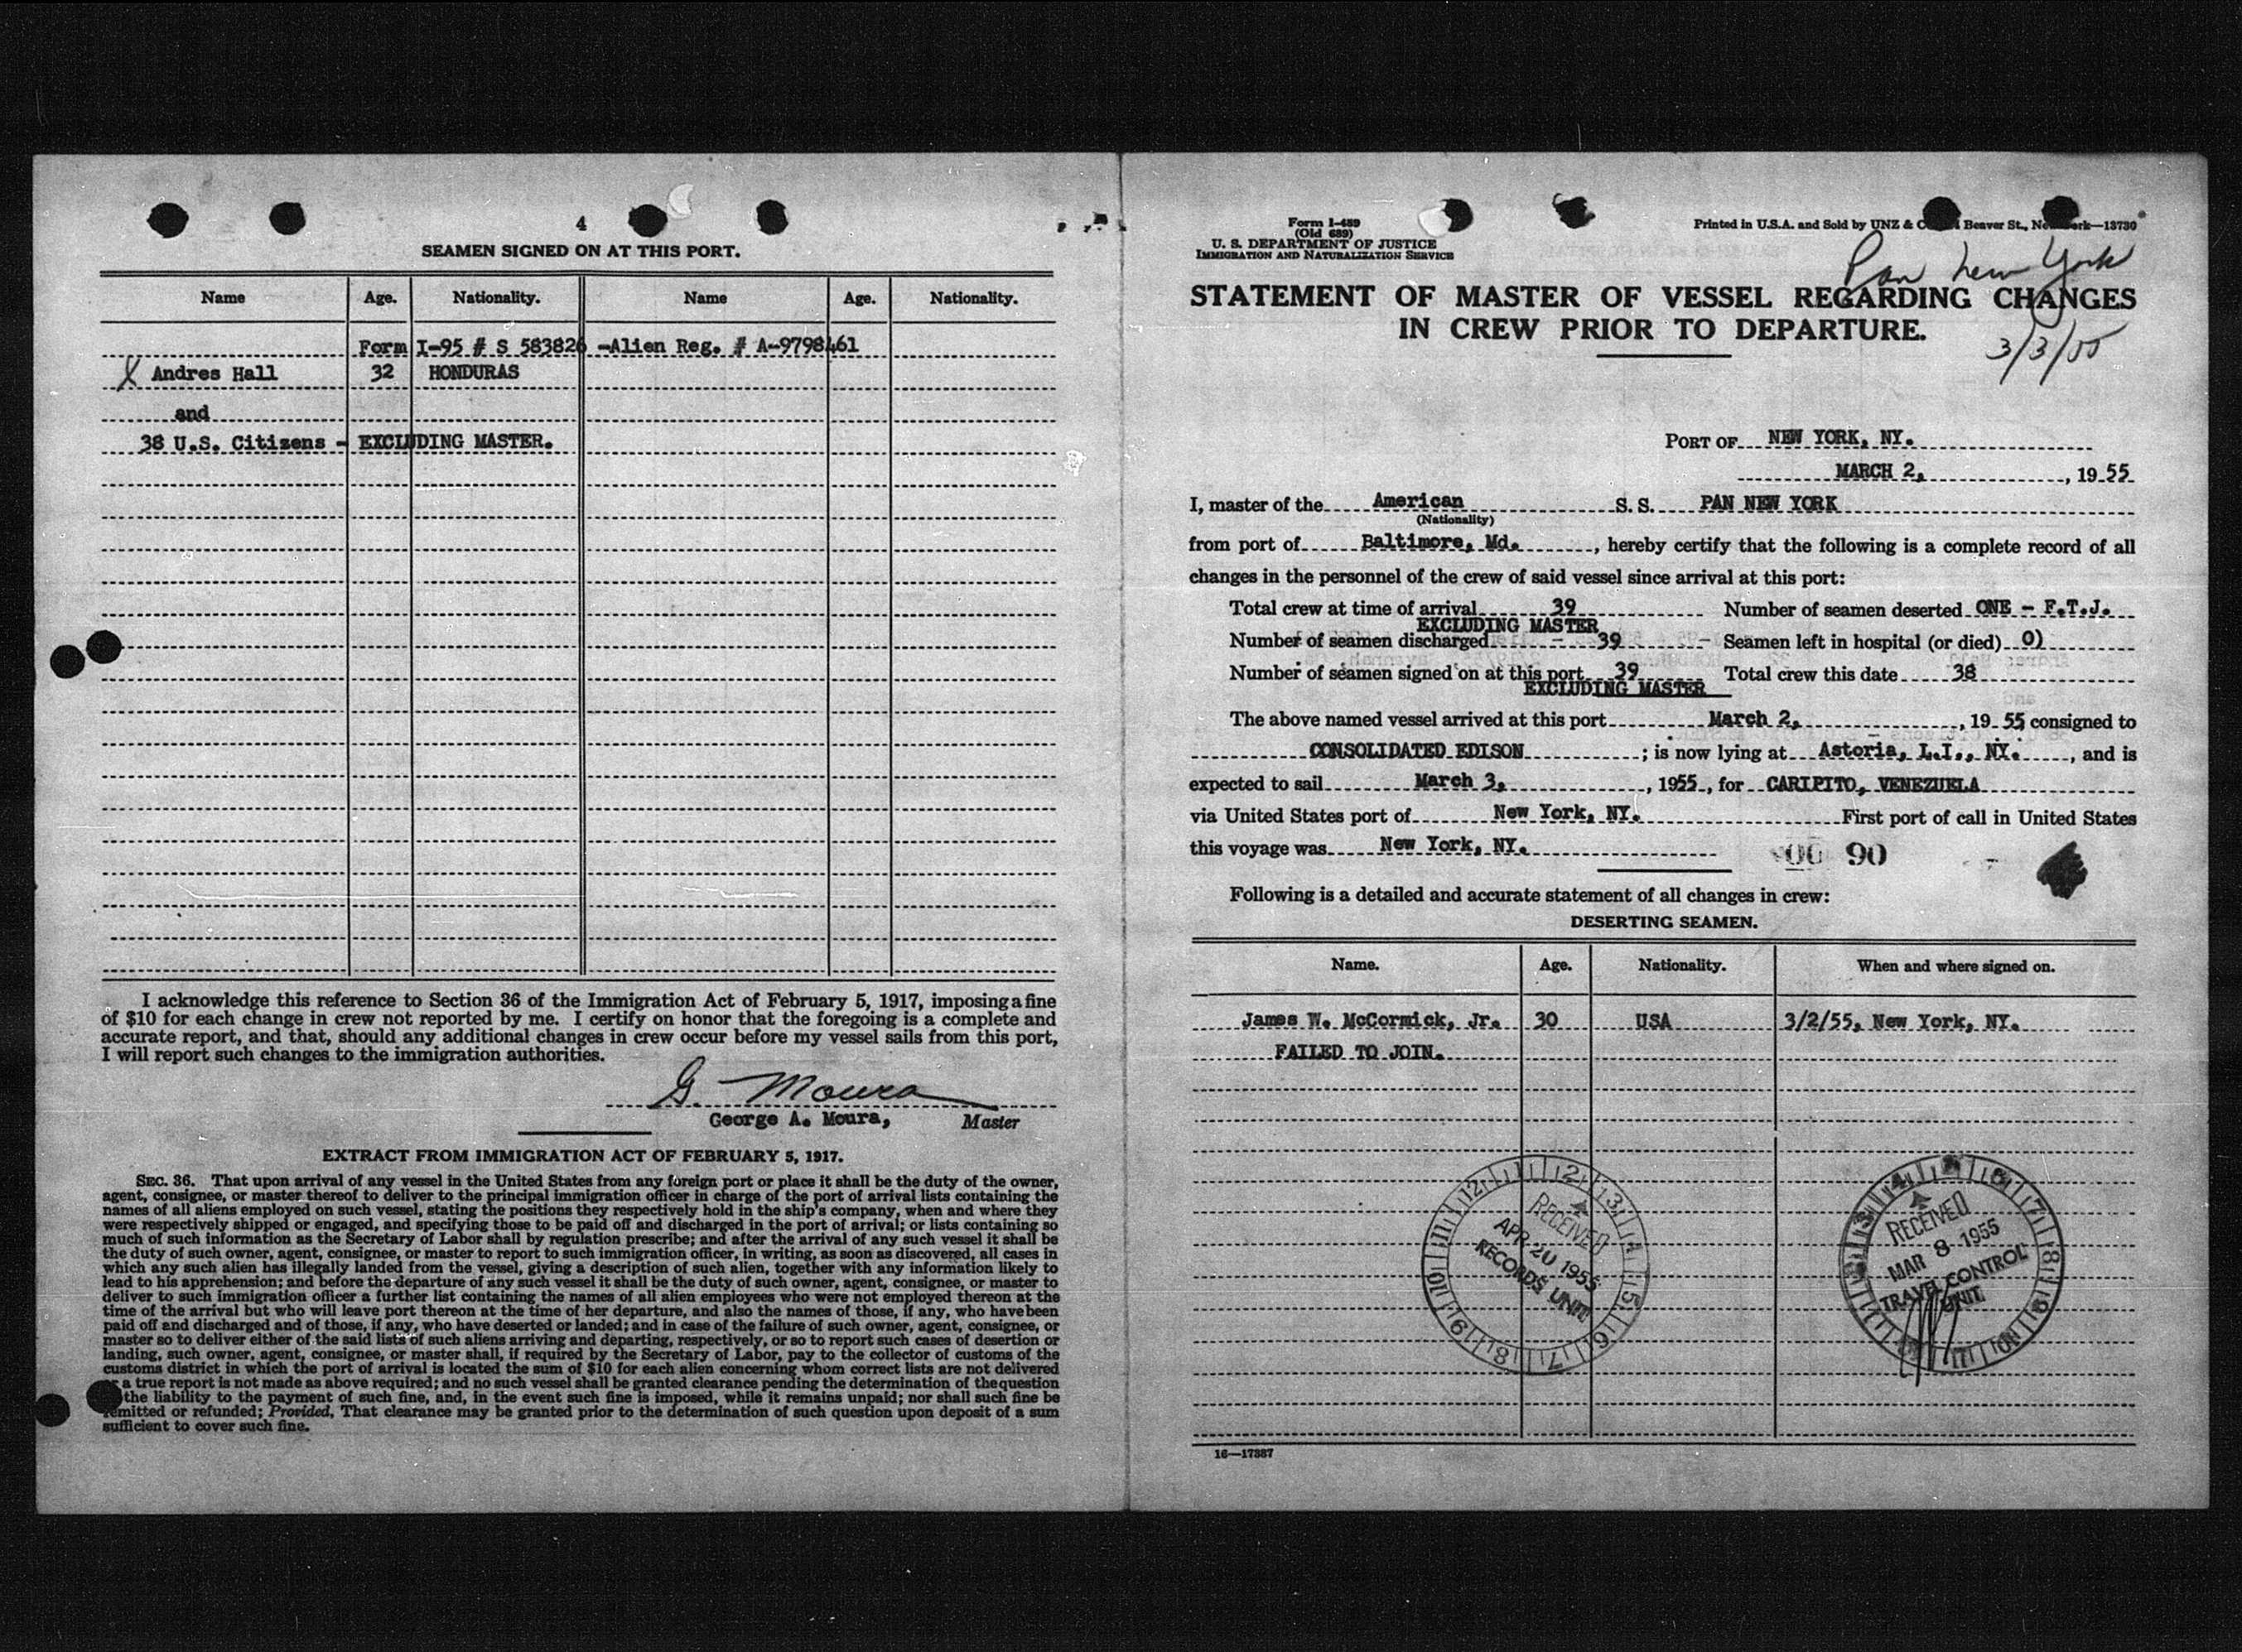 4
SEAMEN SIGNED ON AT THIS PORT.
Name Age. Nationality. Name Age. Nationality.
Form I-95 # S 583826 -Alien Reg. # A-9798461
X Andres Hall 32 HONDURAS
and
38 U.S. Citizens - EXCLUDING MASTER.
I acknowledge this reference to Section 36 of the Immigration Act of February 5, 1917, imposing a fine
of $10 for each change in crew not reported by me. I certify on honor that the foregoing is a complete and
accurate report, and that, should any additional changes in crew occur before my vessel sails from this port,
I will report such changes to the immigration authorities.
G. Moura
George A. Moura, Master
EXTRACT FROM IMMIGRATION ACT OF FEBRUARY 5, 1917.
SEC. 36. That upon arrival of any vessel in the United States from any foreign port or place it shall be the duty of the owner,
agent, consignee, or master thereof to deliver to the principal immigration officer in charge of the port of arrival lists containing the
names of all aliens employed on such vessel, stating the positions they respectively hold in the ship's company, when and where they
were respectively shipped or engaged, and specifying those to be paid off and discharged in the port of arrival; or lists containing so
much of such information as the Secretary of Labor shall by regulation prescribe; and after the arrival of any such vessel it shall be
the duty of such owner, agent, consignee, or master to report to such immigration officer, in writing, as soon as discovered, all cases in
which any such alien has illegally landed from the vessel, giving a description of such alien, together with any information likely to
lead to his apprehension; and before the departure of any such vessel it shall be the duty of such owner, agent, consignee, or master to
deliver to such immigration officer a further list containing the names of all alien employees who were not employed thereon at the
time of the arrival but who will leave port thereon at the time of her departure, and also the names of those, if any, who have been
paid off and discharged and of those, if any, who have deserted or landed; and in case of the failure of such owner, agent, consignee, or
master so to deliver either of the said lists of such aliens arriving and departing, respectively, or so to report such cases of desertion or
landing, such owner, agent, consignee, or master shall, if required by the Secretary of Labor, pay to the collector of customs of the
customs district in which the port of arrival is located the sum of $10 for each alien concerning whom correct lists are not delivered
or a true report is not made as above required; and no such vessel shall be granted clearance pending the determination of the question
the liability to the payment of such fine, and, in the event such fine is imposed, while it remains unpaid; nor shall such fine be
remitted or refunded; Provided, That clearance may be granted prior to the determination of such question upon deposit of a sum
sufficient to cover such fine.
Form I-489
(Old 689)
U. S. DEPARTMENT OF JUSTICE
IMMIGRATION AND NATURALIZATION SERVICE
Printed in U.S.A. and Sold by UNZ & Beaver St., New York—13730
Pan New York
3/3/55
STATEMENT OF MASTER OF VESSEL REGARDING CHANGES
IN CREW PRIOR TO DEPARTURE.
PORT OF NEW YORK, NY.
MARCH 2, , 19 55
I, master of the American S. S. PAN NEW YORK
(Nationality)
from port of Baltimore, Md. , hereby certify that the following is a complete record of all
changes in the personnel of the crew of said vessel since arrival at this port:
Total crew at time of arrival 39 Number of seamen deserted ONE - F.T.J.
EXCLUDING MASTER
Number of seamen discharged - 39 - Seamen left in hospital (or died) 0)
Number of seamen signed on at this port 39 Total crew this date 38
EXCLUDING MASTER
The above named vessel arrived at this port March 2, , 19 55 consigned to
CONSOLIDATED EDISON ; is now lying at Astoria, L.I., NY. , and is
expected to sail March 3, , 1955 , for CARIPITO, VENEZUELA
via United States port of New York, NY. First port of call in United States
this voyage was New York, NY.
90
Following is a detailed and accurate statement of all changes in crew:
DESERTING SEAMEN.
Name. Age. Nationality. When and where signed on.
James W. McCormick, Jr. 30 USA 3/2/55, New York, NY.
FAILED TO JOIN.
12 1 2 3 4 5 6 7 8 9 10 11
RECEIVED
APR 20 1955
RECORDS UNIT
RECEIVED
MAR 8 1955
TRAVEL CONTROL
UNIT
16—17387